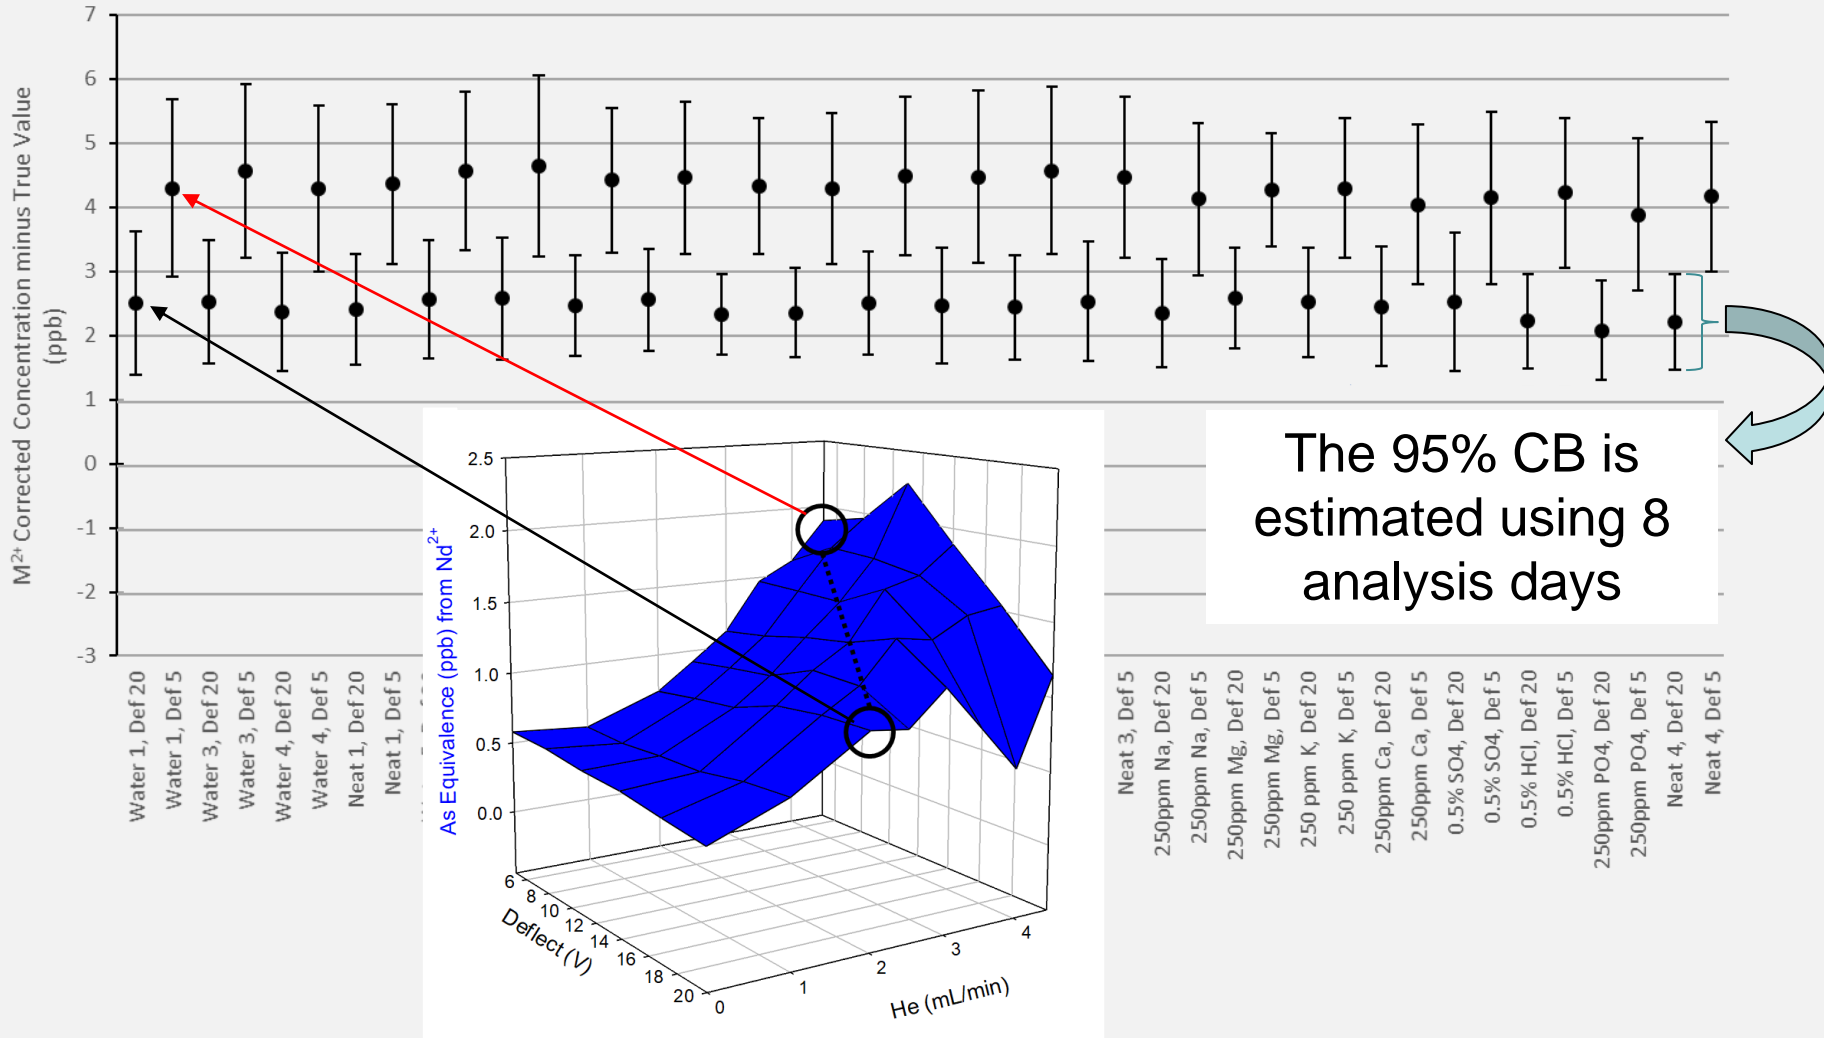 M²⁺ Corrected Concentration minus True Value
(ppb)
7
6
5
4
3
2
1
0
-1
-2
-3
Water 1, Def 20
Water 1, Def 5
Water 3, Def 20
Water 3, Def 5
Water 4, Def 20
Water 4, Def 5
Neat 1, Def 20
Neat 1, Def 5
Neat 3, Def 5
250ppm Na, Def 20
250ppm Na, Def 5
250ppm Mg, Def 20
250ppm Mg, Def 5
250 ppm K, Def 20
250 ppm K, Def 5
250ppm Ca, Def 20
250ppm Ca, Def 5
0.5% SO4, Def 20
0.5% SO4, Def 5
0.5% HCl, Def 20
0.5% HCl, Def 5
250ppm PO4, Def 20
250ppm PO4, Def 5
Neat 4, Def 20
Neat 4, Def 5
As Equivalence (ppb) from Nd²⁺
2.5
2.0
1.5
1.0
0.5
0.0
6
8
10
12
14
16
18
20
Deflect (V)
0
1
2
3
4
He (mL/min)
The 95% CB is
estimated using 8
analysis days